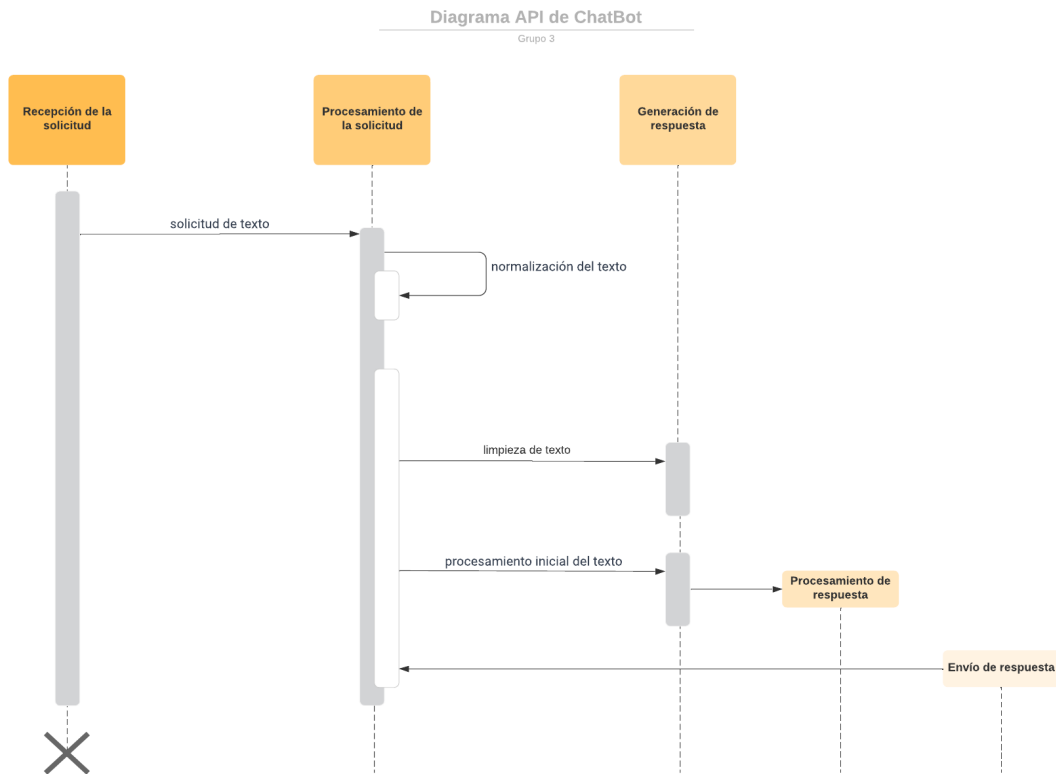 Diagrama API de ChatBot
Grupo 3
Recepción de la
solicitud
Procesamiento de
la solicitud
Generación de
respuesta
solicitud de texto
normalización del texto
limpieza de texto
procesamiento inicial del texto
Procesamiento de
respuesta
Envío de respuesta